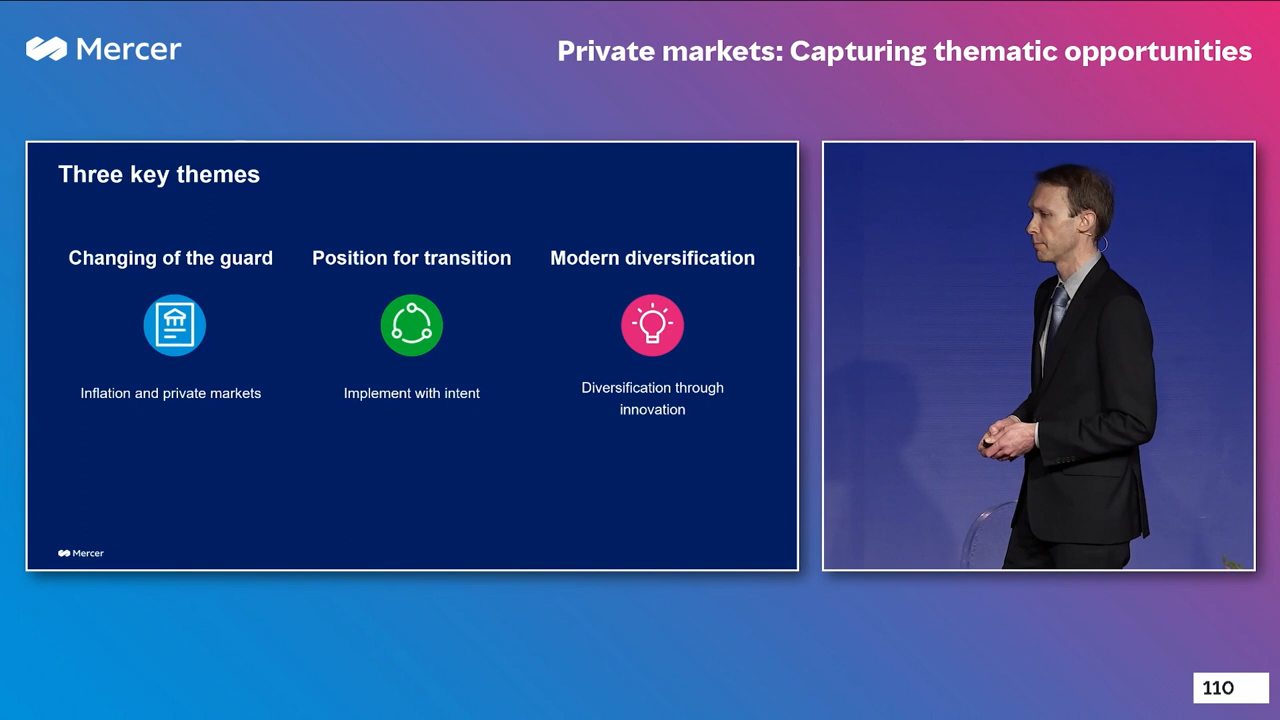 Mercer
Private markets: Capturing thematic opportunities
Three key themes
Changing of the guard
Inflation and private markets
Position for transition
Implement with intent
Modern diversification
Diversification through
innovation
Mercer
110